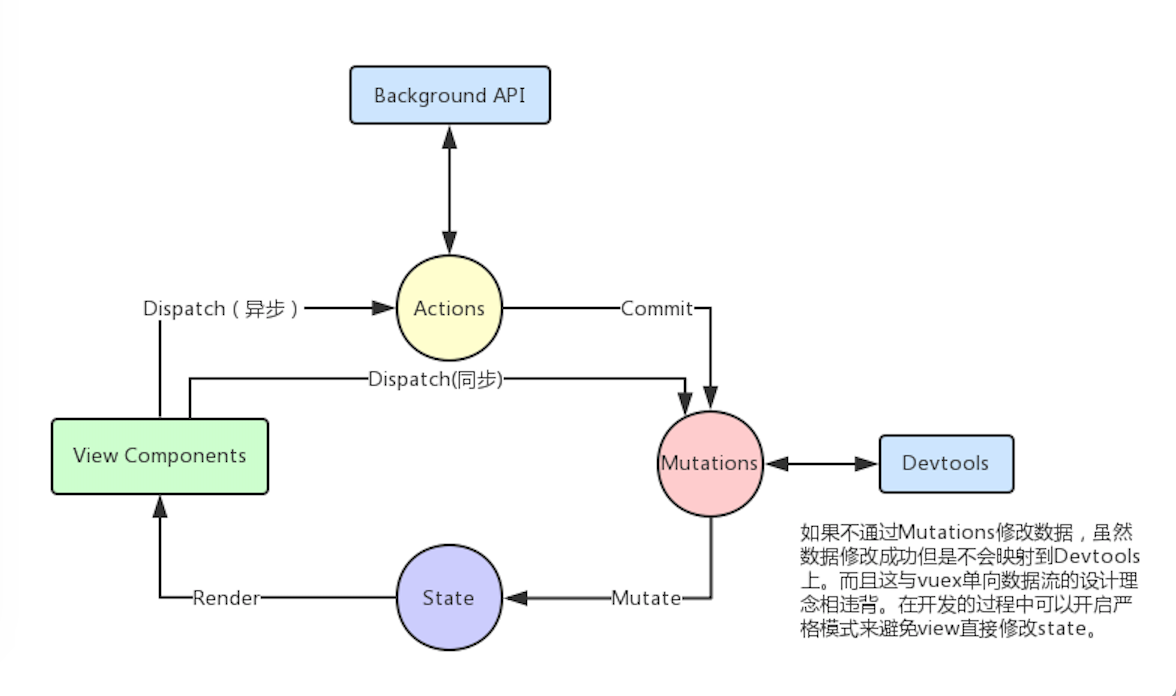 Background API
Dispatch（异步）
Actions
Commit
Dispatch(同步)
View Components
Mutations
Devtools
如果不通过Mutations修改数据，虽然
数据修改成功但是不会映射到Devtools
上。而且这与vuex单向数据流的设计理
念相违背。在开发的过程中可以开启严
格模式来避免view直接修改state。
Render
State
Mutate